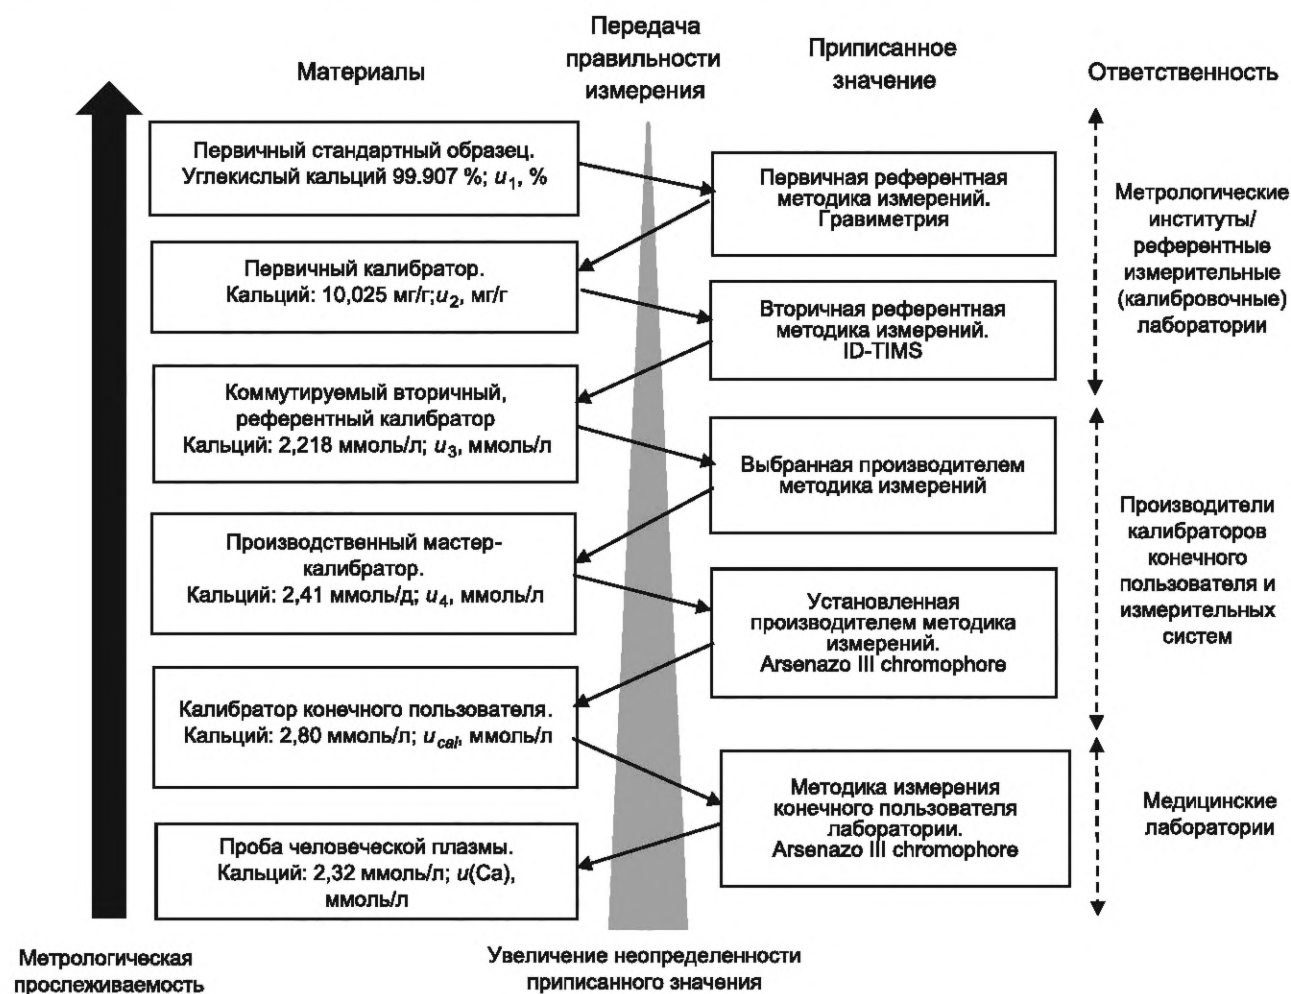 Материалы
Передача
правильности
измерения
Приписанное
значение
Ответственность
Первичный стандартный образец.
Углекислый кальций 99.907 %; u1, %
Первичная референтная
методика измерений.
Гравиметрия
Первичный калибратор.
Кальций: 10,025 мг/г;u2, мг/г
Вторичная референтная
методика измерений.
ID-TIMS
Метрологические
институты/
референтные
измерительные
(калибровочные)
лаборатории
Коммутируемый вторичный,
референтный калибратор
Кальций: 2,218 ммоль/л; u3, ммоль/л
Выбранная производителем
методика измерений
Производственный мастер-
калибратор.
Кальций: 2,41 ммоль/д; u4, ммоль/л
Установленная
производителем методика
измерений.
Arsenazo III chromophore
Производители
калибраторов
конечного
пользователя и
измерительных
систем
Калибратор конечного пользователя.
Кальций: 2,80 ммоль/л; ucal, ммоль/л
Методика измерения
конечного пользователя
лаборатории.
Arsenazo III chromophore
Медицинские
лаборатории
Проба человеческой плазмы.
Кальций: 2,32 ммоль/л; u(Ca),
ммоль/л
Метрологическая
прослеживаемость
Увеличение неопределенности
приписанного значения